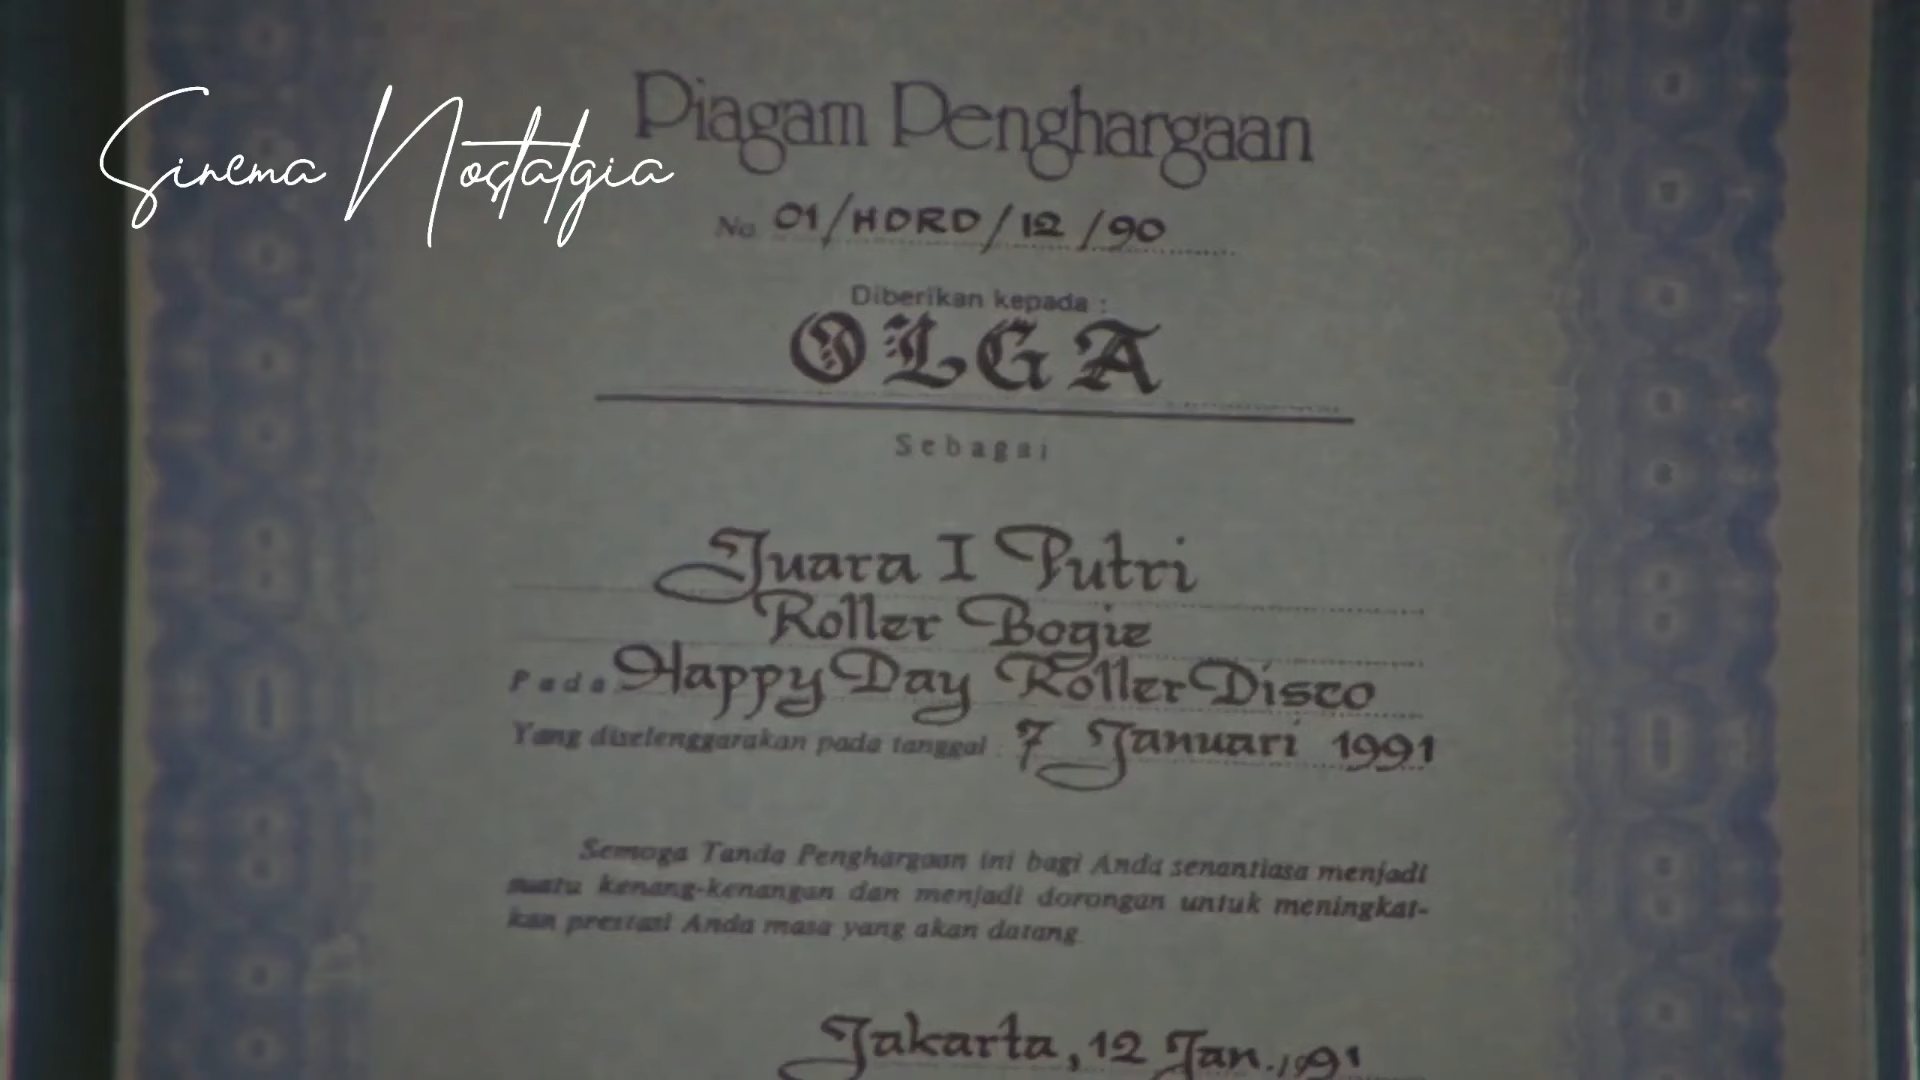 Sinema Nostalgia
Piagam Penghargaan
No. 01/HDRD/12/90
Diberikan kepada :
OLGA
Sebagai
Juara I Putri
Roller Bogie
Pada Happy Day Roller Disco
Yang diselenggarakan pada tanggal : 7 Januari 1991
Semoga Tanda Penghargaan ini bagi Anda senantiasa menjadi
suatu kenang-kenangan dan menjadi dorongan untuk meningkat-
kan prestasi Anda masa yang akan datang
Jakarta, 12 Jan. 1991